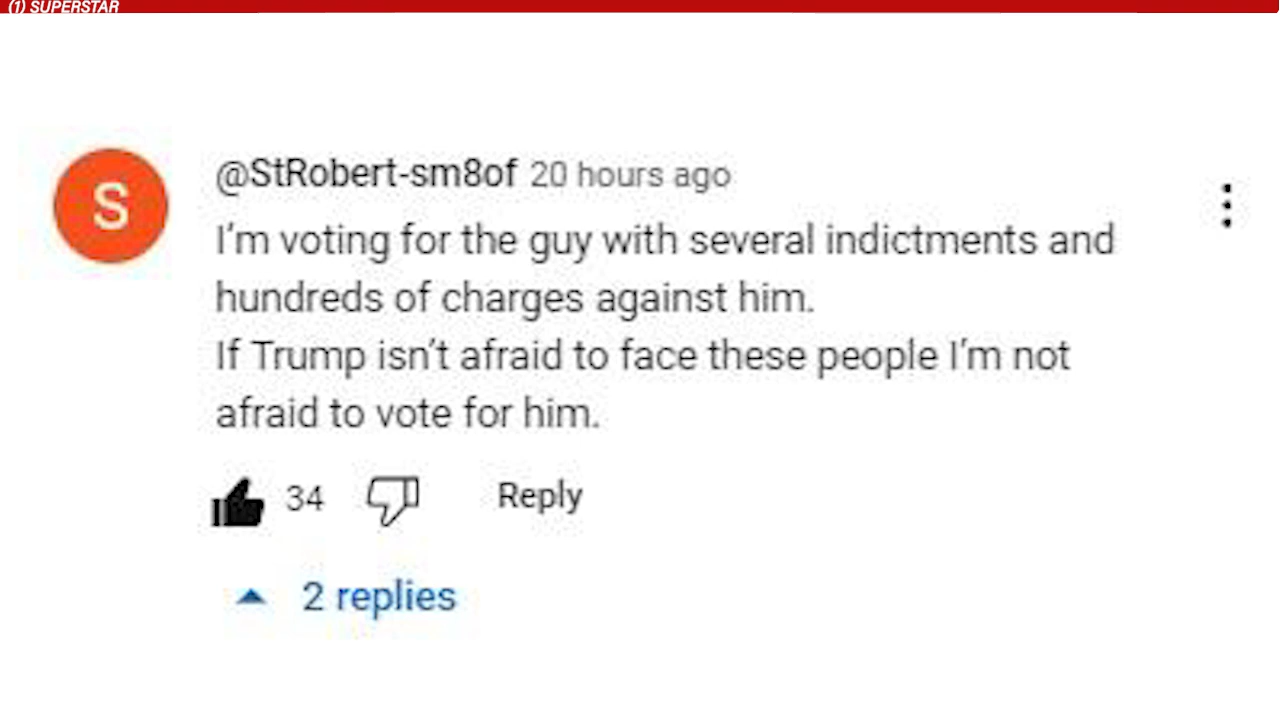 (1) SUPERSTAR
S
@StRobert-sm8of 20 hours ago
I'm voting for the guy with several indictments and
hundreds of charges against him.
If Trump isn't afraid to face these people I'm not
afraid to vote for him.
34 Reply
2 replies